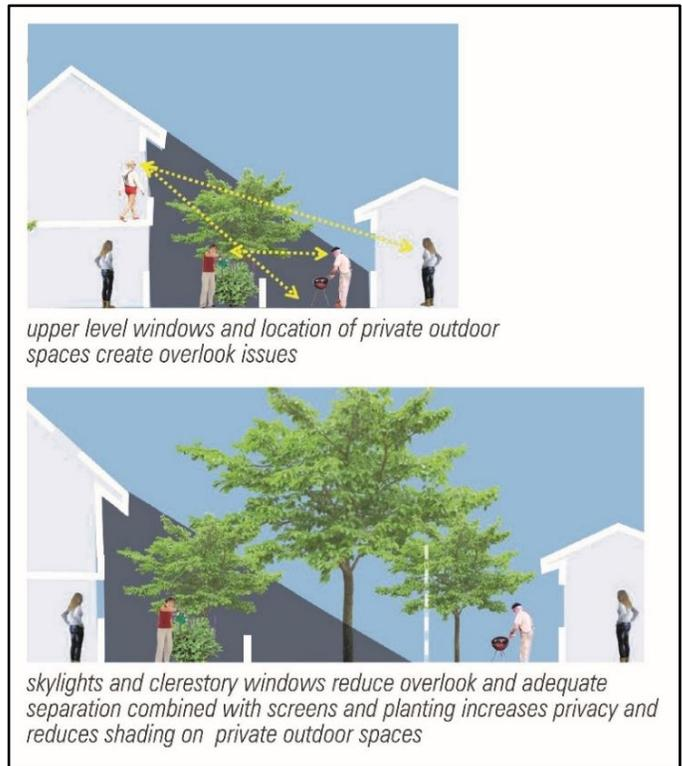 upper level windows and location of private outdoor
spaces create overlook issues
skylights and clerestory windows reduce overlook and adequate
separation combined with screens and planting increases privacy and
reduces shading on private outdoor spaces